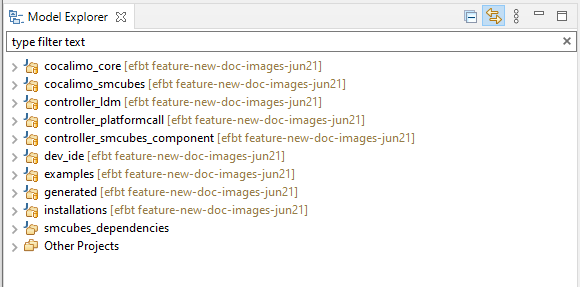 Model Explorer
type filter text
cocalimo_core [efbt feature-new-doc-images-jun21]
cocalimo_smcubes [efbt feature-new-doc-images-jun21]
controller_ldm [efbt feature-new-doc-images-jun21]
controller_platformcall [efbt feature-new-doc-images-jun21]
controller_smcubes_component [efbt feature-new-doc-images-jun21]
dev_ide [efbt feature-new-doc-images-jun21]
examples [efbt feature-new-doc-images-jun21]
generated [efbt feature-new-doc-images-jun21]
installations [efbt feature-new-doc-images-jun21]
smcubes_dependencies
Other Projects